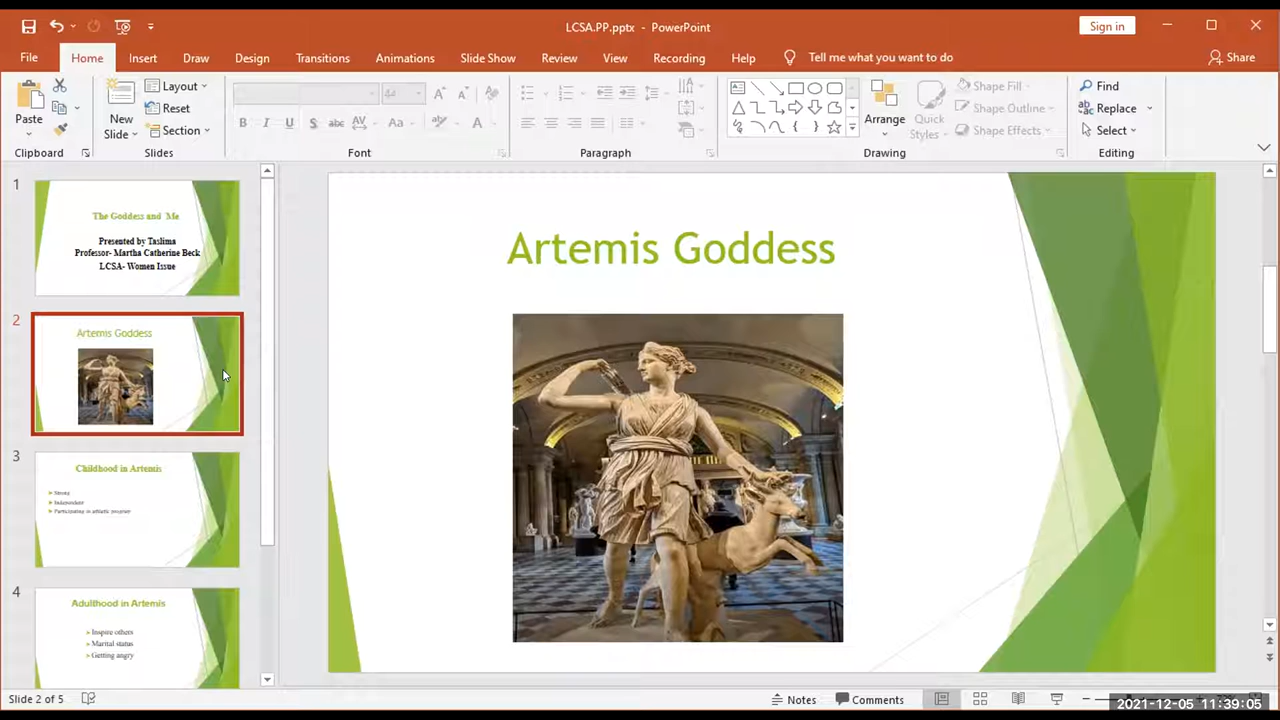 LCSA.PP.pptx - PowerPoint
Sign in
File Home Insert Draw Design Transitions Animations Slide Show Review View Recording Help Tell me what you want to do Share
Paste
Clipboard
New
Slide
Layout
Reset
Section
Slides
44
B I U S abc AV Aa A
Font
Paragraph
Arrange
Quick
Styles
Shape Fill
Shape Outline
Shape Effects
Drawing
Find
Replace
Select
Editing
1
The Goddess and Me
Presented by Taslima
Professor- Martha Catherine Beck
LCSA- Women Issue
2
Artemis Goddess
3
Childhood in Artemis
Strong
Independent
Participating in athletic program
4
Adulthood in Artemis
Inspire others
Marital status
Getting angry
Artemis Goddess
Slide 2 of 5
Notes
Comments
2021-12-05 11:39:05